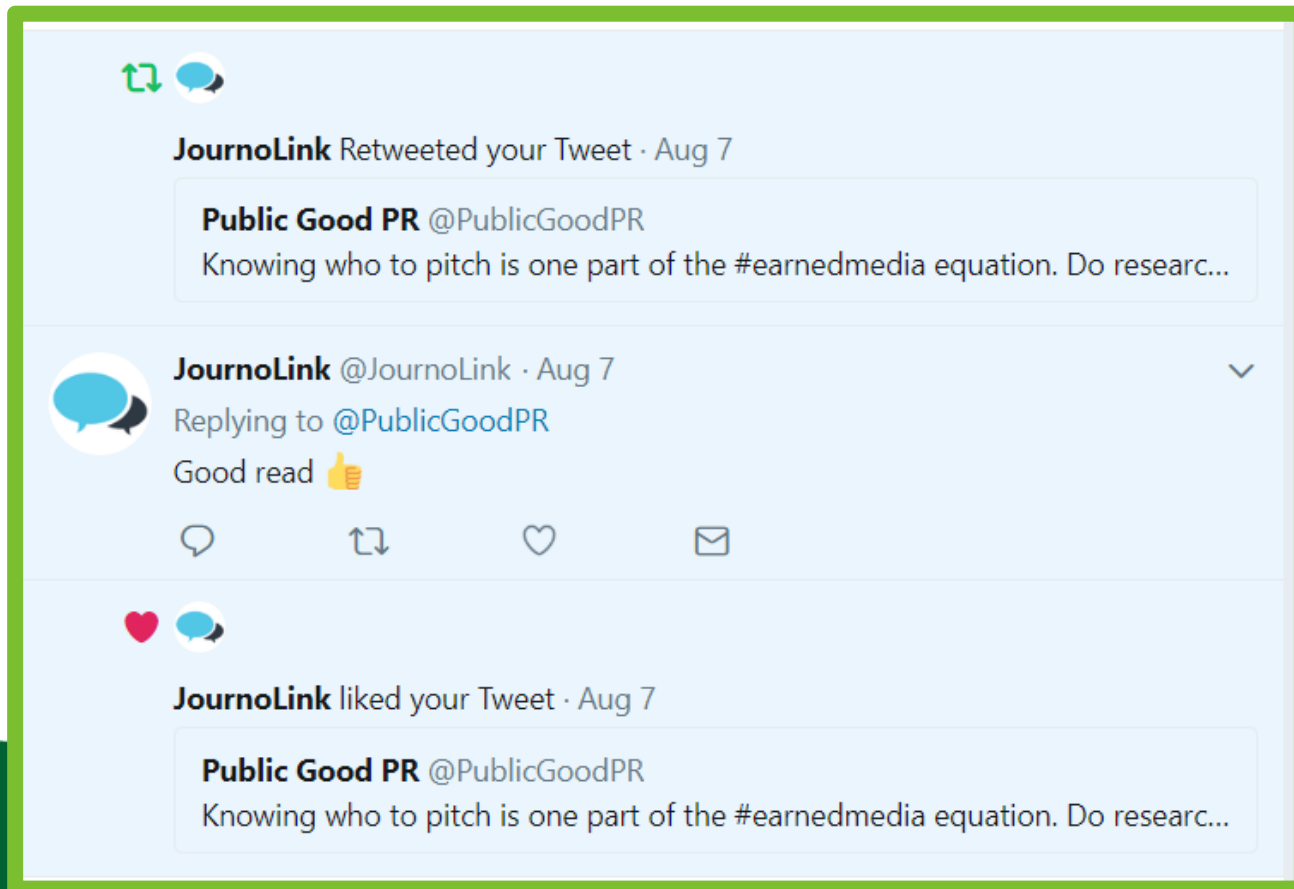 JournoLink Retweeted your Tweet · Aug 7
Public Good PR @PublicGoodPR
Knowing who to pitch is one part of the #earnedmedia equation. Do researc...
JournoLink @JournoLink · Aug 7
Replying to @PublicGoodPR
Good read 👍
JournoLink liked your Tweet · Aug 7
Public Good PR @PublicGoodPR
Knowing who to pitch is one part of the #earnedmedia equation. Do researc...